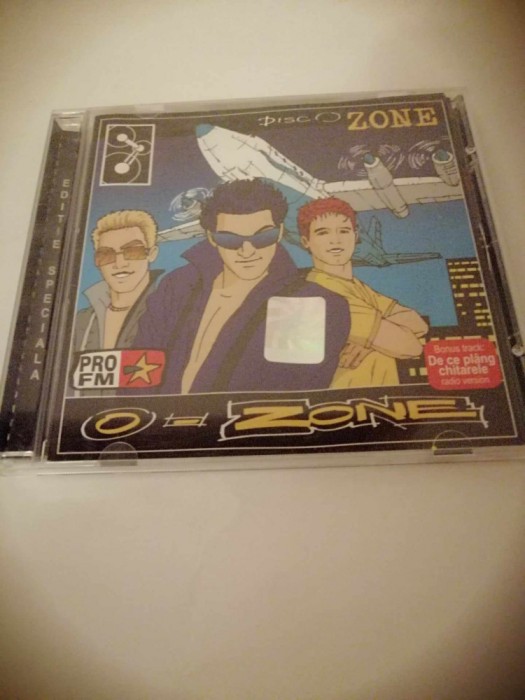 DISCO ZONE
EDITIE SPECIALA
PRO
FM
Bonus track:
De ce plâng
chitarele
radio version
O-ZONE